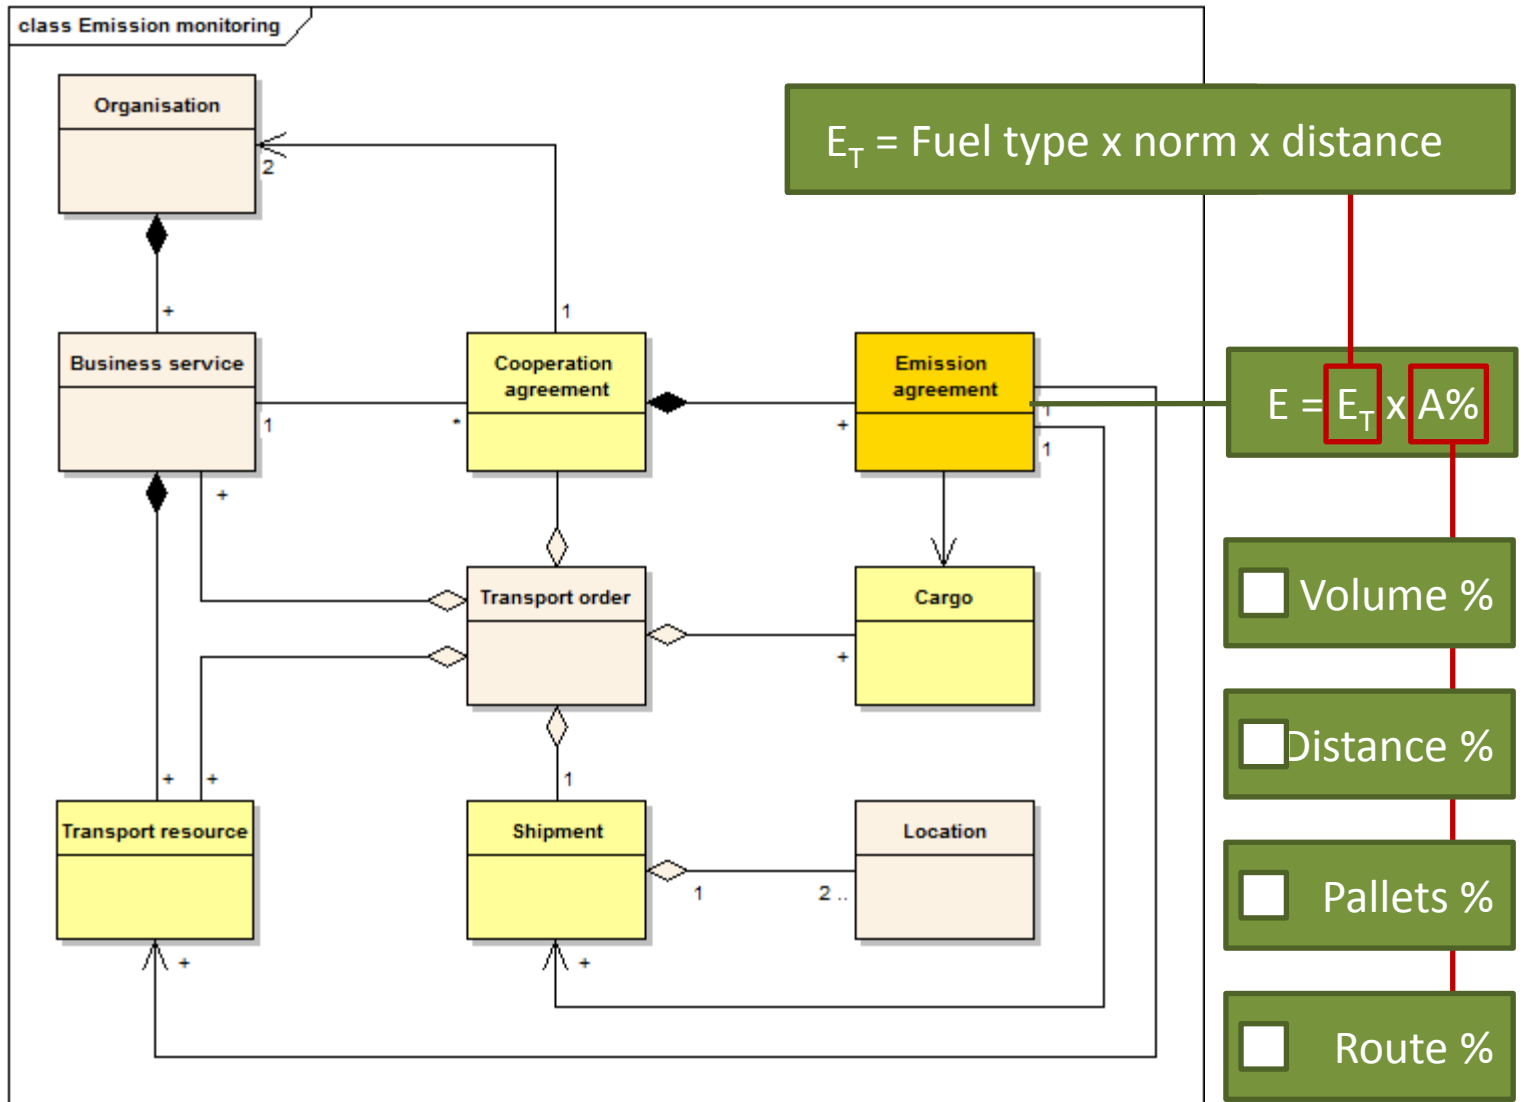 class Emission monitoring
Organisation
E_T = Fuel type x norm x distance
2
+
1
Business service
Cooperation
agreement
Emission
agreement
E = E_T x A%
1
*
+
1
1
+
Volume %
Transport order
Cargo
+
Distance %
+
+
1
Transport resource
Shipment
Location
Pallets %
1
2 ..
+
+
Route %